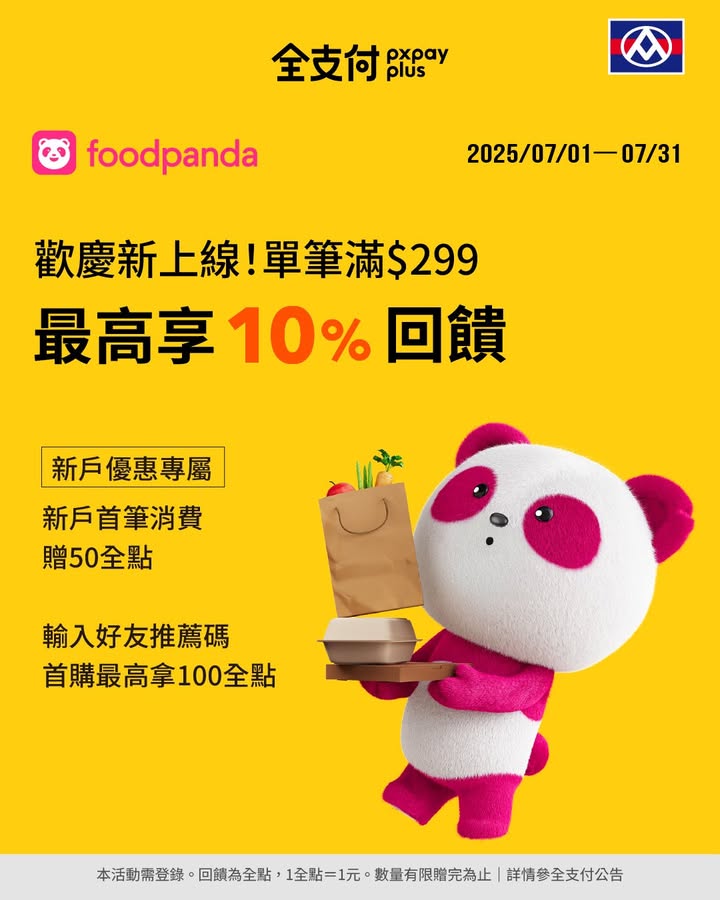 全支付 pxpay plus
foodpanda
2025/07/01—07/31
歡慶新上線!單筆滿$299
最高享10%回饋
新戶優惠專屬
新戶首筆消費
贈50全點
輸入好友推薦碼
首購最高拿100全點
本活動需登錄。回饋為全點，1全點＝1元。數量有限贈完為止｜詳情參全支付公告